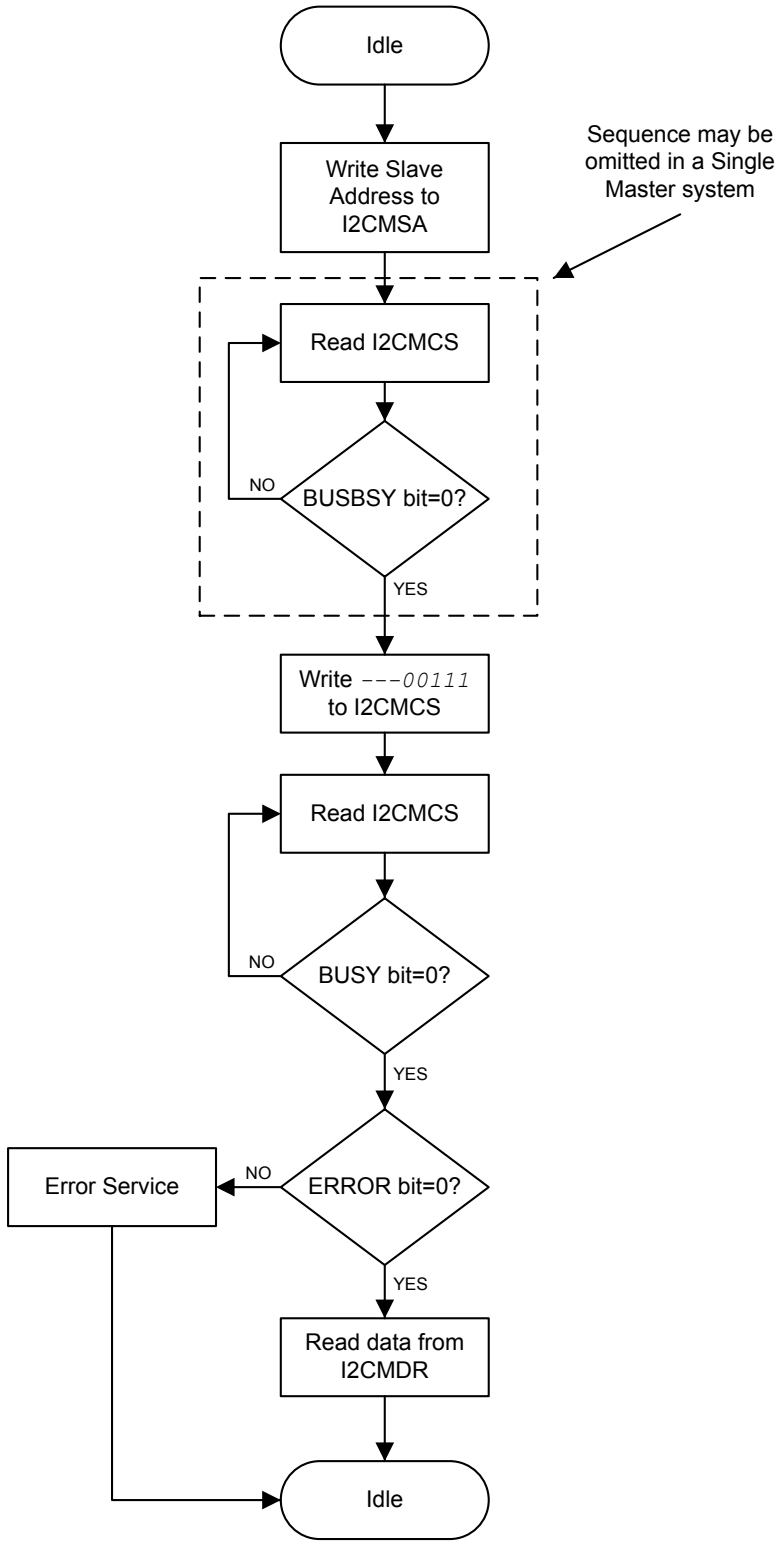 Idle
Sequence may be
omitted in a Single
Master system
Write Slave
Address to
I2CMSA
Read I2CMCS
NO
BUSBSY bit=0?
YES
Write ---00111
to I2CMCS
Read I2CMCS
NO
BUSY bit=0?
YES
Error Service
NO
ERROR bit=0?
YES
Read data from
I2CMDR
Idle